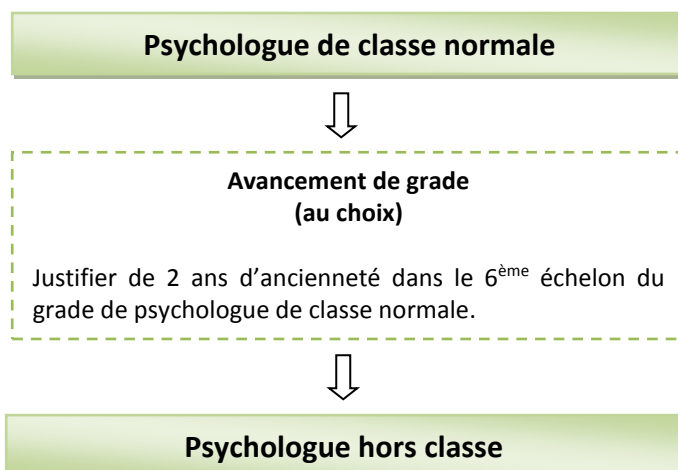 Psychologue de classe normale
Avancement de grade
(au choix)
Justifier de 2 ans d’ancienneté dans le 6ème échelon du
grade de psychologue de classe normale.
Psychologue hors classe